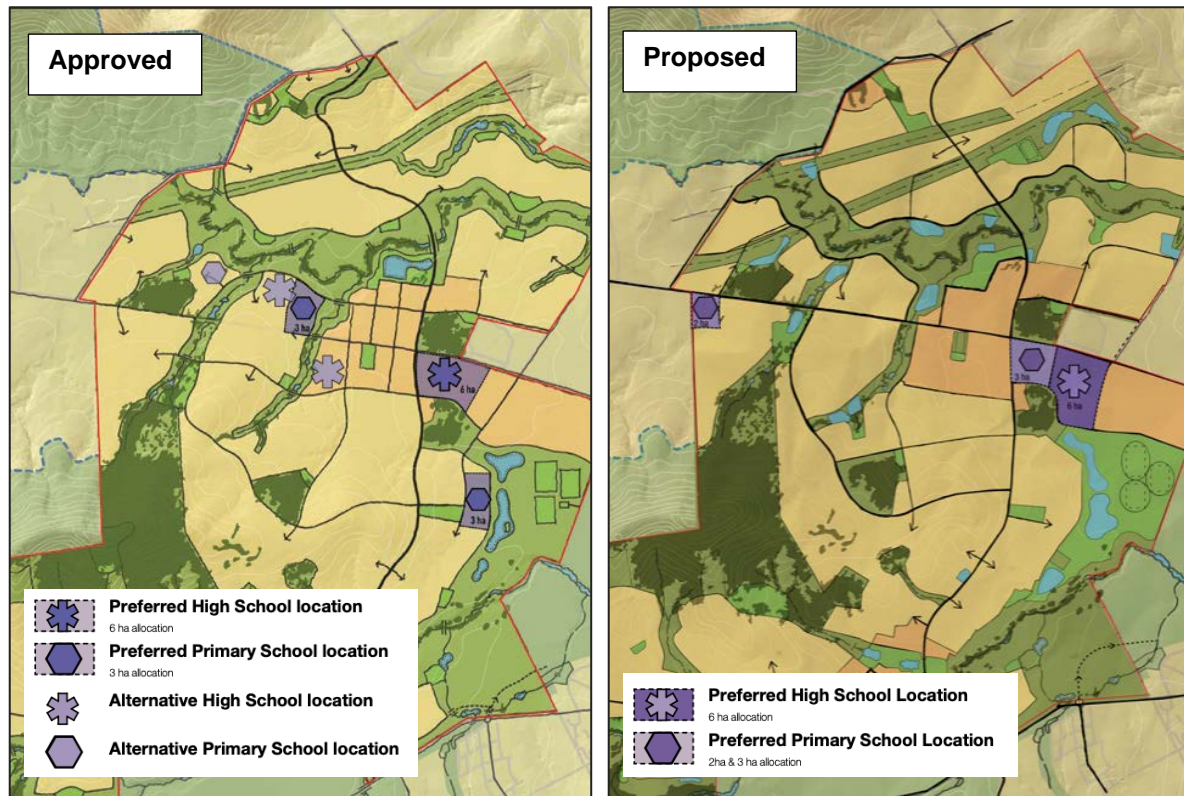 Approved
3 ha
6 ha
3 ha
Preferred High School location
6 ha allocation
Preferred Primary School location
3 ha allocation
Alternative High School location
Alternative Primary School location
Proposed
2 ha
3 ha
6 ha
Preferred High School Location
6 ha allocation
Preferred Primary School Location
2ha & 3 ha allocation